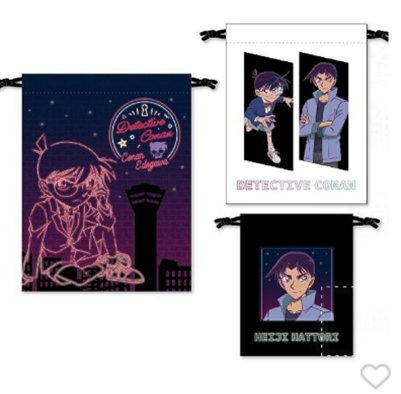 Detective
Conan
Conan
Edogawa
DETECTIVE CONAN
HEIJI HATTORI